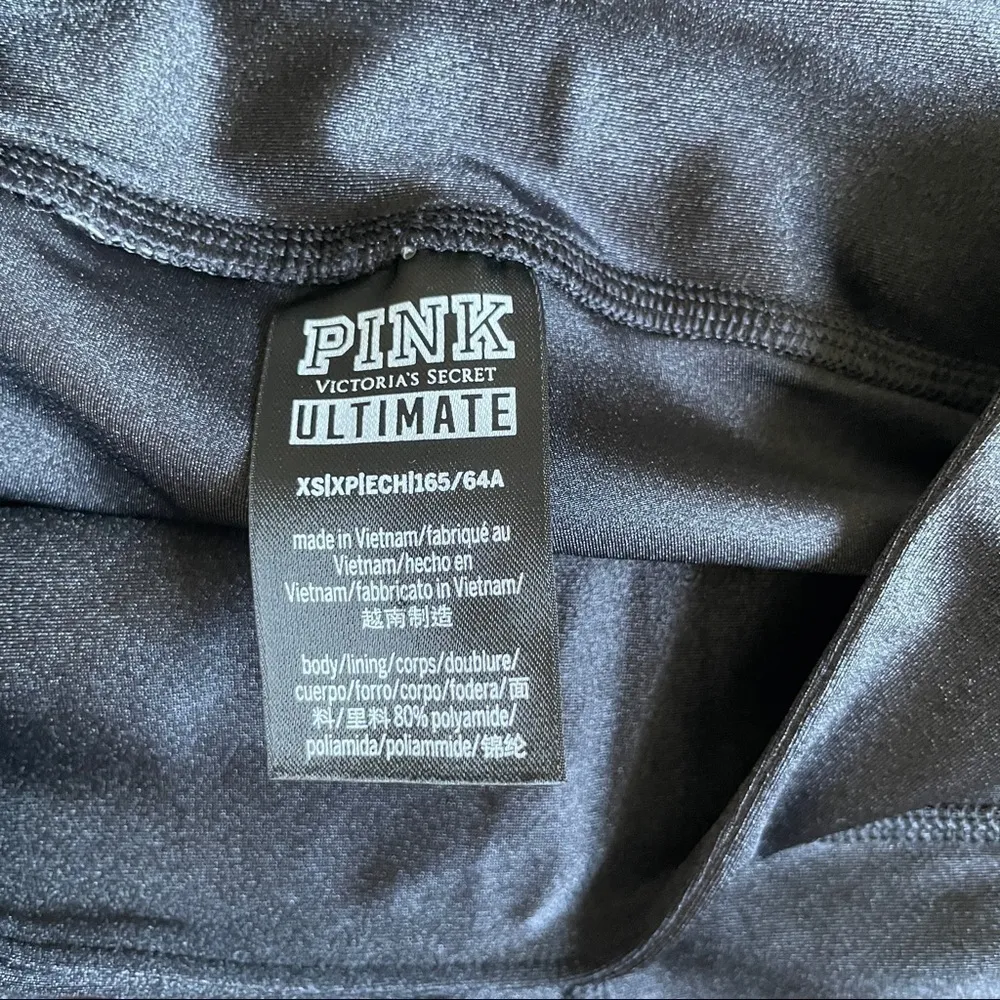 PINK
VICTORIA'S SECRET
ULTIMATE
XS|XP|ECH|165/64A
made in Vietnam/fabriqué au
Vietnam/hecho en
Vietnam/fabbricato in Vietnam/
越南制造
body/lining/corps/doublure/
cuerpo/forro/corpo/fodera/面
料/里料 80% polyamide/
poliamida/poliammide/锦纶